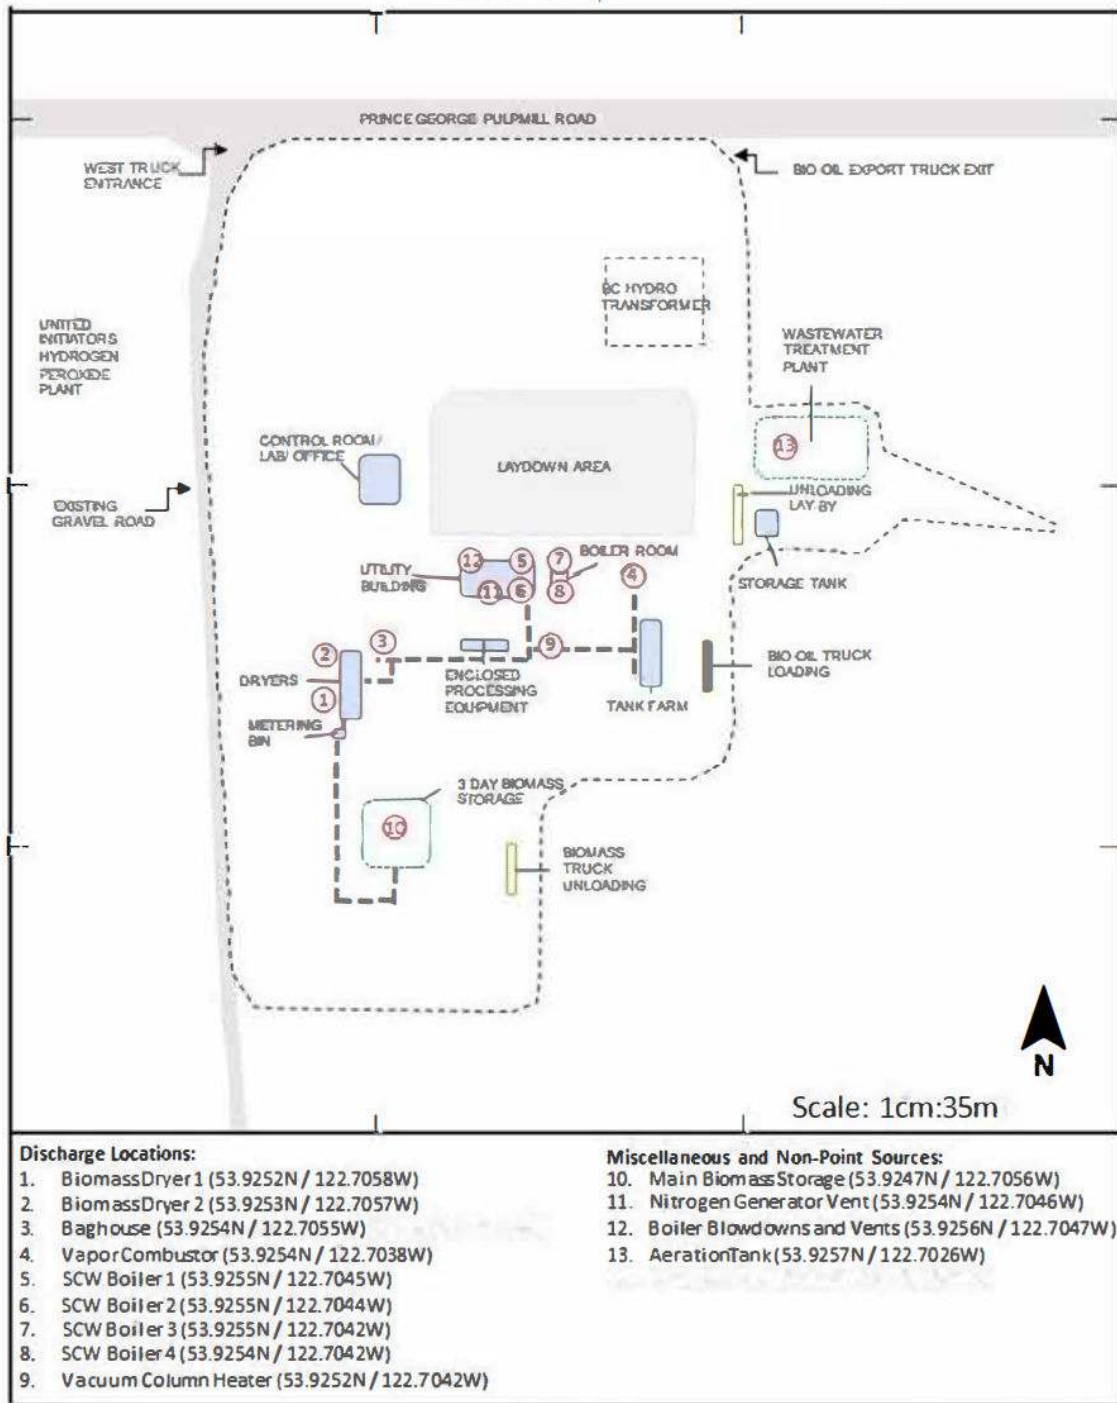 PRINCE GEORGE PULPMILL ROAD
WEST TRUCK
ENTRANCE
BIO OIL EXPORT TRUCK EXIT
BC HYDRO
TRANSFORMER
UNITED
INITIATORS
HYDROGEN
PEROXIDE
PLANT
WASTEWATER
TREATMENT
PLANT
13
CONTROL ROOM/
LAB/ OFFICE
LAYDOWN AREA
EXISTING
GRAVEL ROAD
UNLOADING
LAY-BY
STORAGE TANK
UTILITY
BUILDING
12
5
11
6
7
8
BOILER ROOM
4
3
9
2
DRYERS
1
METERING
BIN
ENCLOSED
PROCESSING
EQUIPMENT
TANK FARM
BIO OIL TRUCK
LOADING
3 DAY BIOMASS
STORAGE
10
BIOMASS
TRUCK
UNLOADING
N
Scale: 1cm:35m
Discharge Locations:
1. Biomass Dryer 1 (53.9252N / 122.7058W)
2. Biomass Dryer 2 (53.9253N / 122.7057W)
3. Baghouse (53.9254N / 122.7055W)
4. Vapor Combustor (53.9254N / 122.7038W)
5. SCW Boiler 1 (53.9255N / 122.7045W)
6. SCW Boiler 2 (53.9255N / 122.7044W)
7. SCW Boiler 3 (53.9255N / 122.7042W)
8. SCW Boiler 4 (53.9254N / 122.7042W)
9. Vacuum Column Heater (53.9252N / 122.7042W)
Miscellaneous and Non-Point Sources:
10. Main Biomass Storage (53.9247N / 122.7056W)
11. Nitrogen Generator Vent (53.9254N / 122.7046W)
12. Boiler Blowdowns and Vents (53.9256N / 122.7047W)
13. Aeration Tank (53.9257N / 122.7026W)